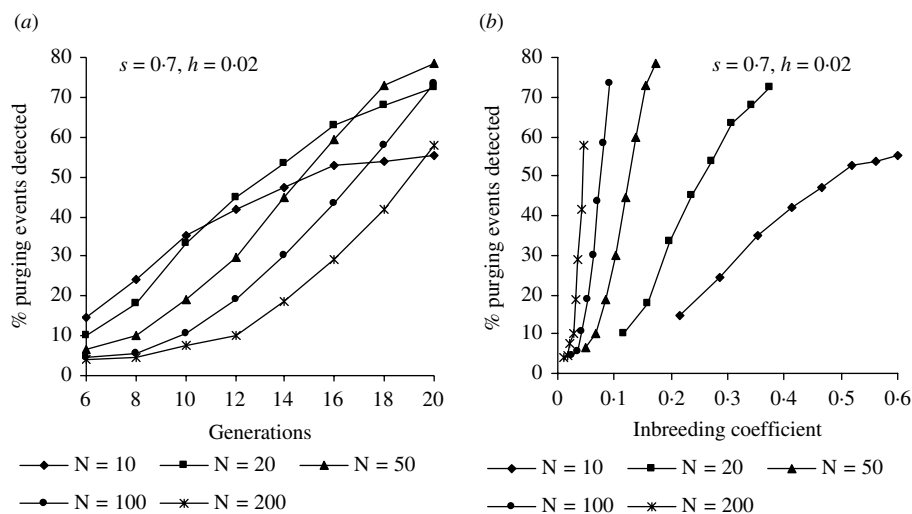 (a)
s = 0·7, h = 0·02
% purging events detected
80
70
60
50
40
30
20
10
0
6 8 10 12 14 16 18 20
Generations
N = 10 N = 20 N = 50
N = 100 N = 200
(b)
s = 0·7, h = 0·02
% purging events detected
80
70
60
50
40
30
20
10
0
0 0·1 0·2 0·3 0·4 0·5 0·6
Inbreeding coefficient
N = 10 N = 20 N = 50
N = 100 N = 200